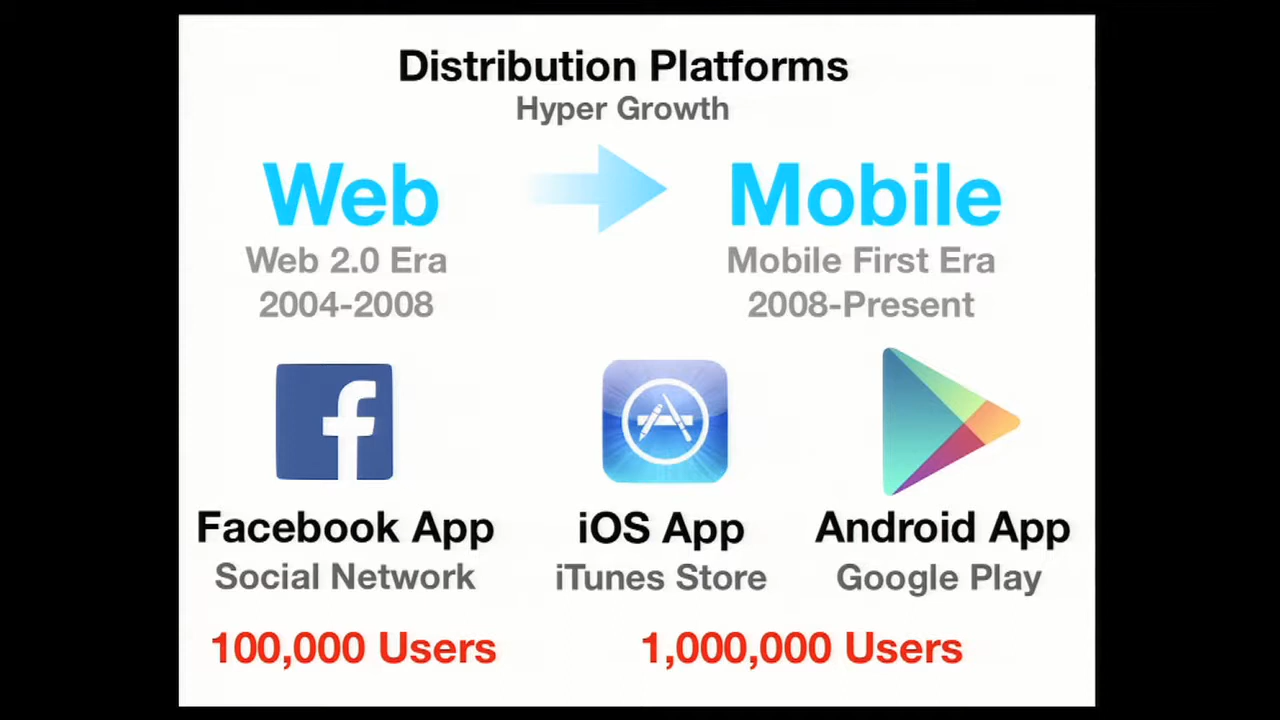 Distribution Platforms
Hyper Growth
Web
Mobile
Web 2.0 Era
2004-2008
Mobile First Era
2008-Present
Facebook App
Social Network
iOS App
iTunes Store
Android App
Google Play
100,000 Users
1,000,000 Users